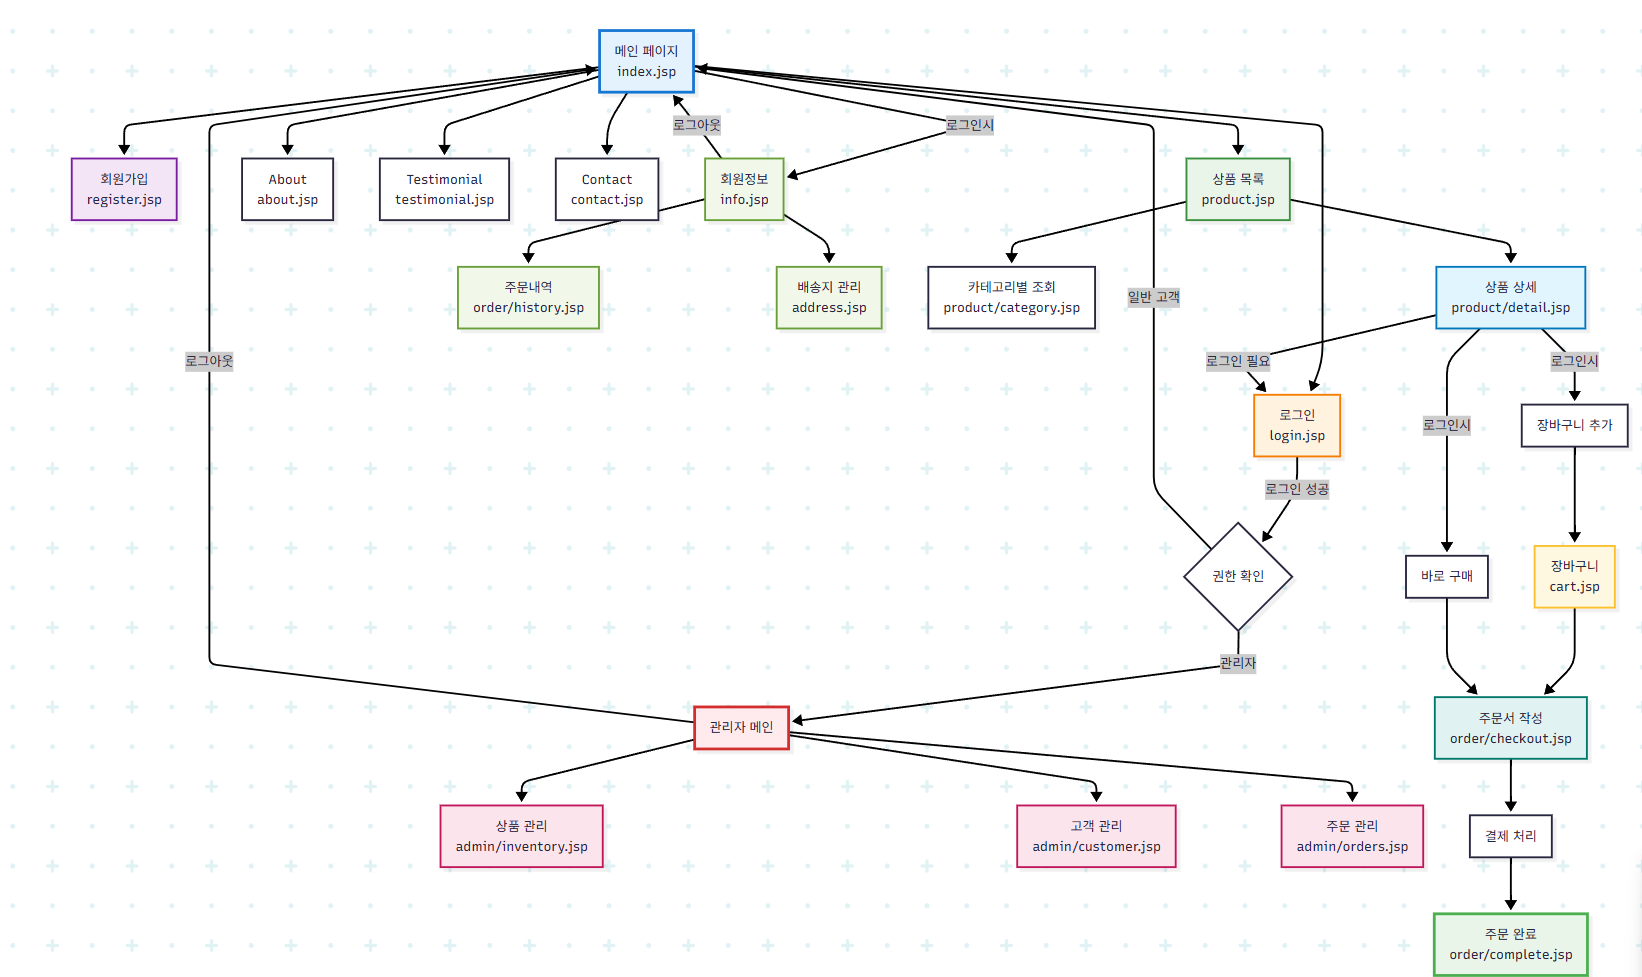 메인 페이지
index.jsp
로그아웃
로그인시
회원가입
register.jsp
About
about.jsp
Testimonial
testimonial.jsp
Contact
contact.jsp
회원정보
info.jsp
상품 목록
product.jsp
주문내역
order/history.jsp
배송지 관리
address.jsp
카테고리별 조회
product/category.jsp
일반 고객
상품 상세
product/detail.jsp
로그아웃
로그인 필요
로그인시
로그인
login.jsp
로그인시
장바구니 추가
로그인 성공
권한 확인
바로 구매
장바구니
cart.jsp
관리자
관리자 메인
주문서 작성
order/checkout.jsp
상품 관리
admin/inventory.jsp
고객 관리
admin/customer.jsp
주문 관리
admin/orders.jsp
결제 처리
주문 완료
order/complete.jsp